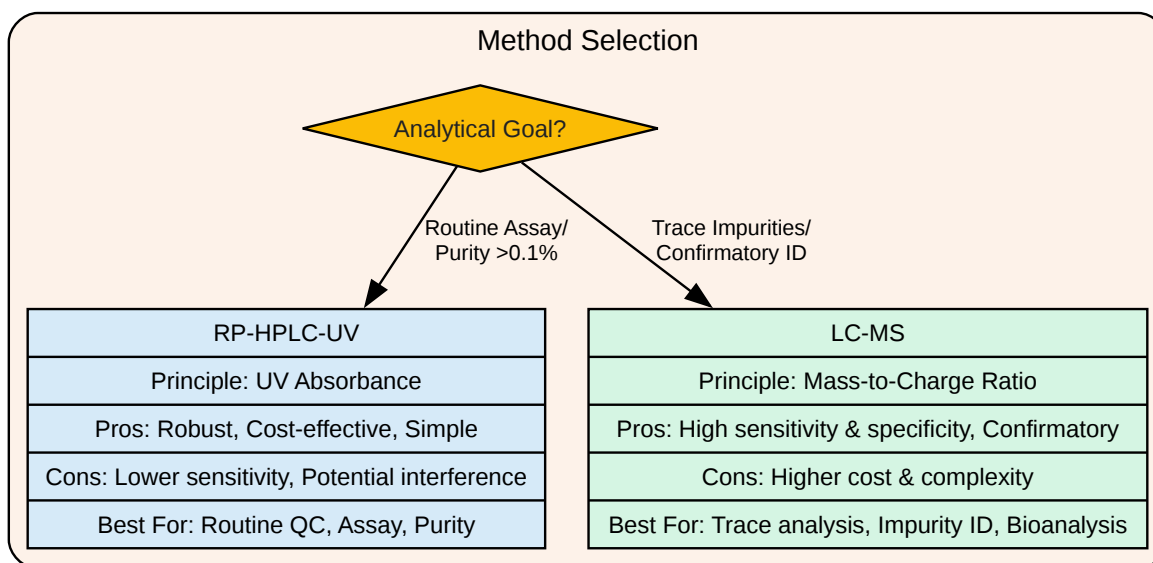 Method Selection
Analytical Goal?
Routine Assay/
Purity >0.1%
Trace Impurities/
Confirmatory ID
RP-HPLC-UV
Principle: UV Absorbance
Pros: Robust, Cost-effective, Simple
Cons: Lower sensitivity, Potential interference
Best For: Routine QC, Assay, Purity
LC-MS
Principle: Mass-to-Charge Ratio
Pros: High sensitivity & specificity, Confirmatory
Cons: Higher cost & complexity
Best For: Trace analysis, Impurity ID, Bioanalysis